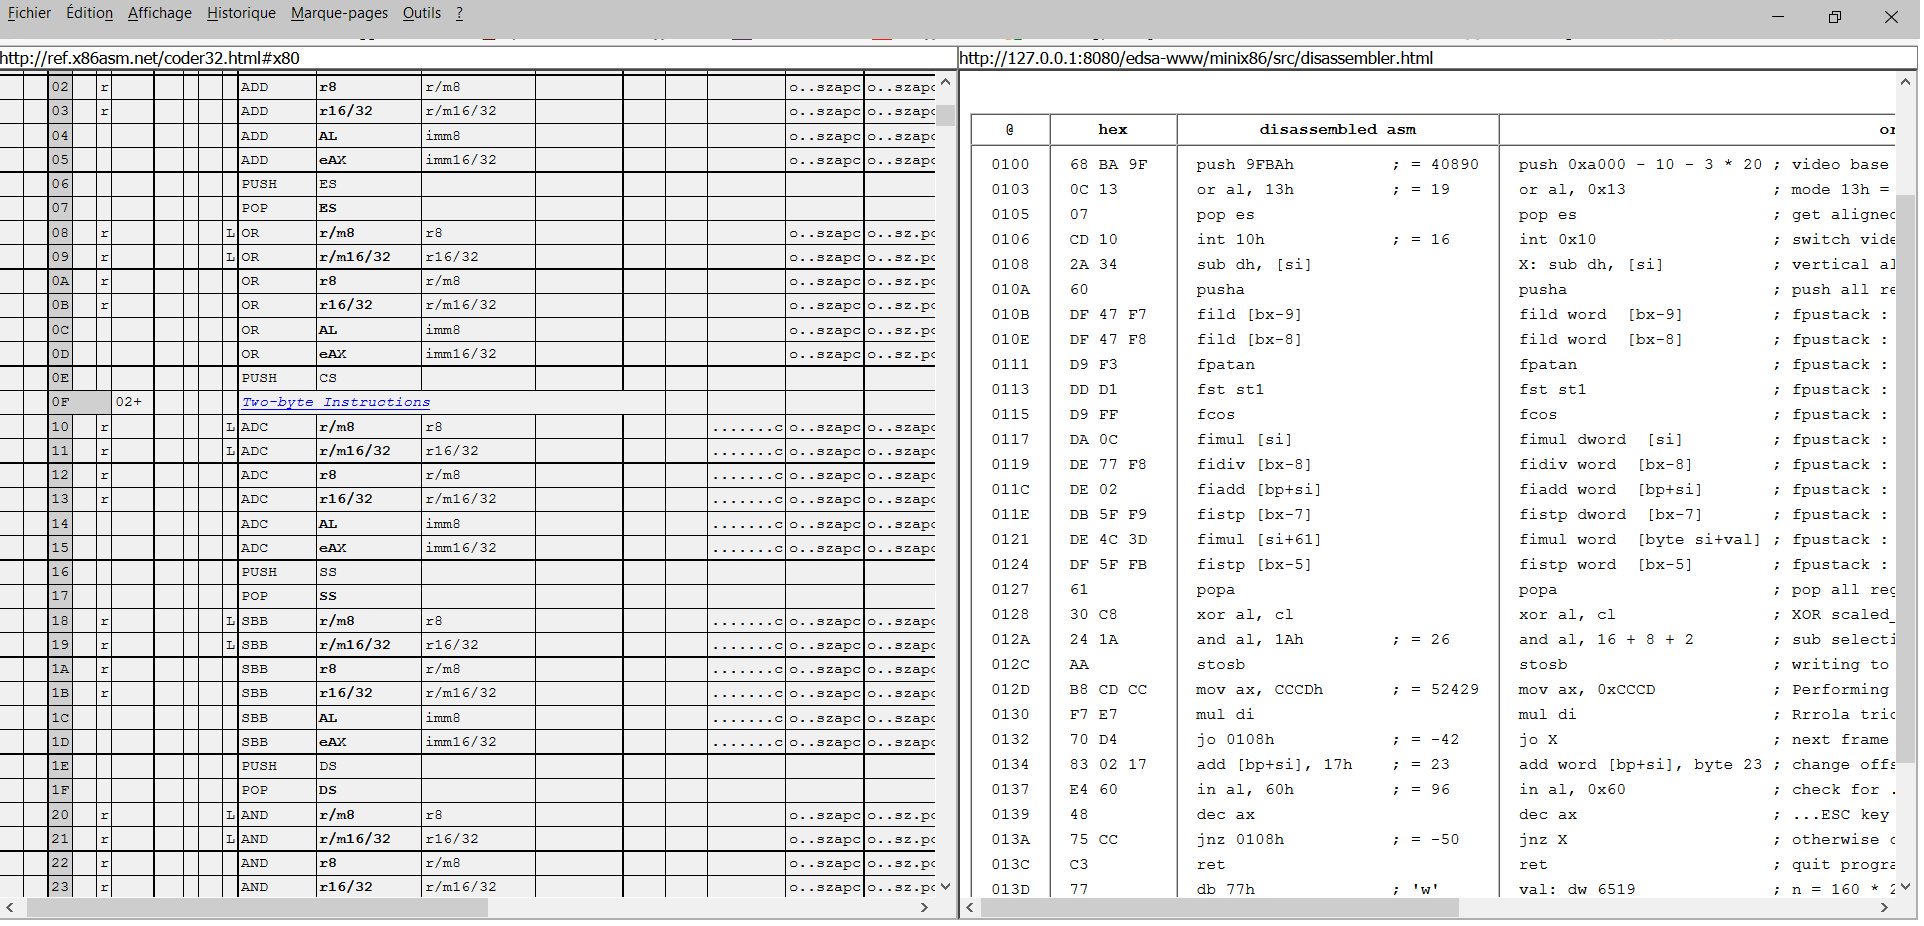 Fichier Édition Affichage Historique Marque-pages Outils ?
http://ref.x86asm.net/coder32.html#x80
02 r ADD r8 r/m8 o..szapc o..szapc
03 r ADD r16/32 r/m16/32 o..szapc o..szapc
04 ADD AL imm8 o..szapc o..szapc
05 ADD eAX imm16/32 o..szapc o..szapc
06 PUSH ES
07 POP ES
08 r L OR r/m8 r8 o..szapc o..sz.pc
09 r L OR r/m16/32 r16/32 o..szapc o..sz.pc
0A r OR r8 r/m8 o..szapc o..sz.pc
0B r OR r16/32 r/m16/32 o..szapc o..sz.pc
0C OR AL imm8 o..szapc o..sz.pc
0D OR eAX imm16/32 o..szapc o..sz.pc
0E PUSH CS
0F 02+ Two-byte Instructions
10 r L ADC r/m8 r8 .......c o..szapc o..szapc
11 r L ADC r/m16/32 r16/32 .......c o..szapc o..szapc
12 r ADC r8 r/m8 .......c o..szapc o..szapc
13 r ADC r16/32 r/m16/32 .......c o..szapc o..szapc
14 ADC AL imm8 .......c o..szapc o..szapc
15 ADC eAX imm16/32 .......c o..szapc o..szapc
16 PUSH SS
17 POP SS
18 r L SBB r/m8 r8 .......c o..szapc o..szapc
19 r L SBB r/m16/32 r16/32 .......c o..szapc o..szapc
1A r SBB r8 r/m8 .......c o..szapc o..szapc
1B r SBB r16/32 r/m16/32 .......c o..szapc o..szapc
1C SBB AL imm8 .......c o..szapc o..szapc
1D SBB eAX imm16/32 .......c o..szapc o..szapc
1E PUSH DS
1F POP DS
20 r L AND r/m8 r8 o..szapc o..sz.pc
21 r L AND r/m16/32 r16/32 o..szapc o..sz.pc
22 r AND r8 r/m8 o..szapc o..sz.pc
23 r AND r16/32 r/m16/32 o..szapc o..sz.pc
http://127.0.0.1:8080/edsa-www/minix86/src/disassembler.html
@ hex disassembled asm or
0100 68 BA 9F push 9FBAh ; = 40890 push 0xa000 - 10 - 3 * 20 ; video base
0103 0C 13 or al, 13h ; = 19 or al, 0x13 ; mode 13h =
0105 07 pop es pop es ; get aligned
0106 CD 10 int 10h ; = 16 int 0x10 ; switch vide
0108 2A 34 sub dh, [si] X: sub dh, [si] ; vertical al
010A 60 pusha pusha ; push all re
010B DF 47 F7 fild [bx-9] fild word [bx-9] ; fpustack :
010E DF 47 F8 fild [bx-8] fild word [bx-8] ; fpustack :
0111 D9 F3 fpatan fpatan ; fpustack :
0113 DD D1 fst st1 fst st1 ; fpustack :
0115 D9 FF fcos fcos ; fpustack :
0117 DA 0C fimul [si] fimul dword [si] ; fpustack :
0119 DE 77 F8 fidiv [bx-8] fidiv word [bx-8] ; fpustack :
011C DE 02 fiadd [bp+si] fiadd word [bp+si] ; fpustack :
011E DB 5F F9 fistp [bx-7] fistp dword [bx-7] ; fpustack :
0121 DE 4C 3D fimul [si+61] fimul word [byte si+val] ; fpustack :
0124 DF 5F FB fistp [bx-5] fistp word [bx-5] ; fpustack :
0127 61 popa popa ; pop all reg
0128 30 C8 xor al, cl xor al, cl ; XOR scaled_
012A 24 1A and al, 1Ah ; = 26 and al, 16 + 8 + 2 ; sub selecti
012C AA stosb stosb ; writing to
012D B8 CD CC mov ax, CCCDh ; = 52429 mov ax, 0xCCCD ; Performing
0130 F7 E7 mul di mul di ; Rrrola tric
0132 70 D4 jo 0108h ; = -42 jo X ; next frame
0134 83 02 17 add [bp+si], 17h ; = 23 add word [bp+si], byte 23 ; change offs
0137 E4 60 in al, 60h ; = 96 in al, 0x60 ; check for .
0139 48 dec ax dec ax ; ...ESC key
013A 75 CC jnz 0108h ; = -50 jnz X ; otherwise c
013C C3 ret ret ; quit progra
013D 77 db 77h ; 'w' val: dw 6519 ; n = 160 * 2